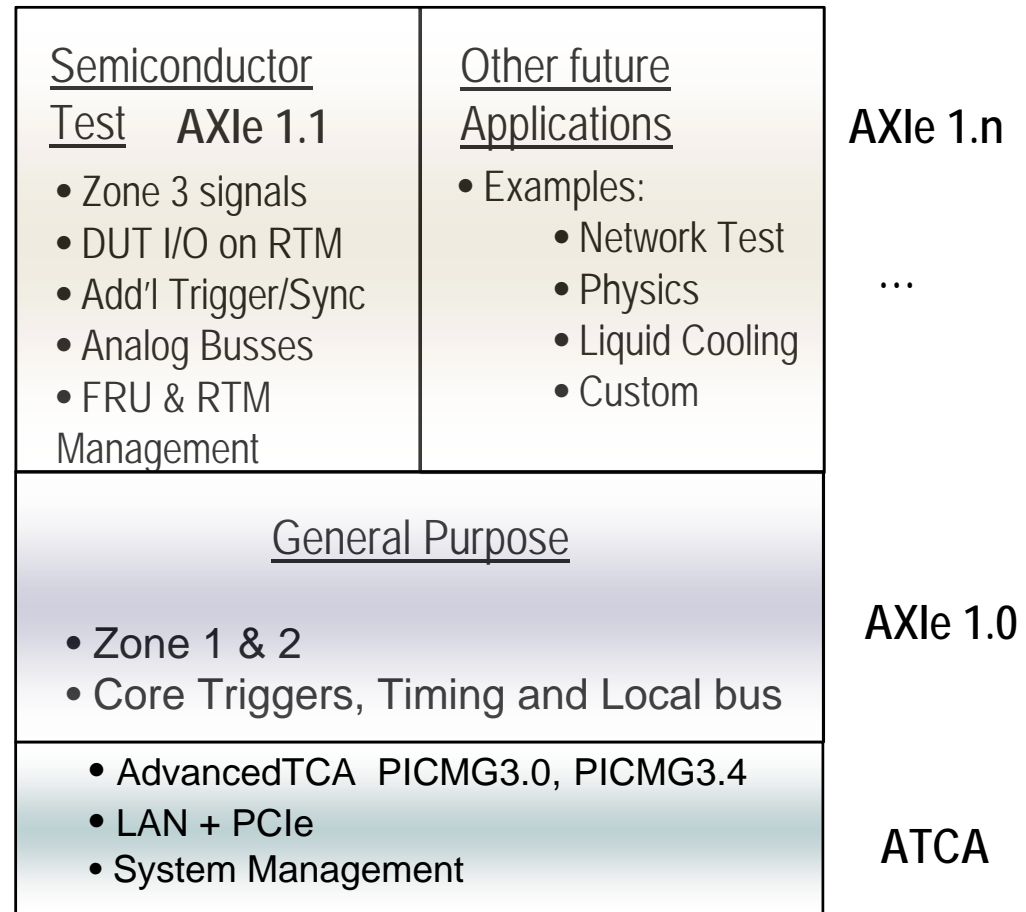 Semiconductor
Test AXIe 1.1
• Zone 3 signals
• DUT I/O on RTM
• Add'l Trigger/Sync
• Analog Busses
• FRU & RTM
Management
Other future
Applications
• Examples:
• Network Test
• Physics
• Liquid Cooling
• Custom
AXIe 1.n
...
General Purpose
• Zone 1 & 2
• Core Triggers, Timing and Local bus
AXIe 1.0
• AdvancedTCA PICMG3.0, PICMG3.4
• LAN + PCIe
• System Management
ATCA